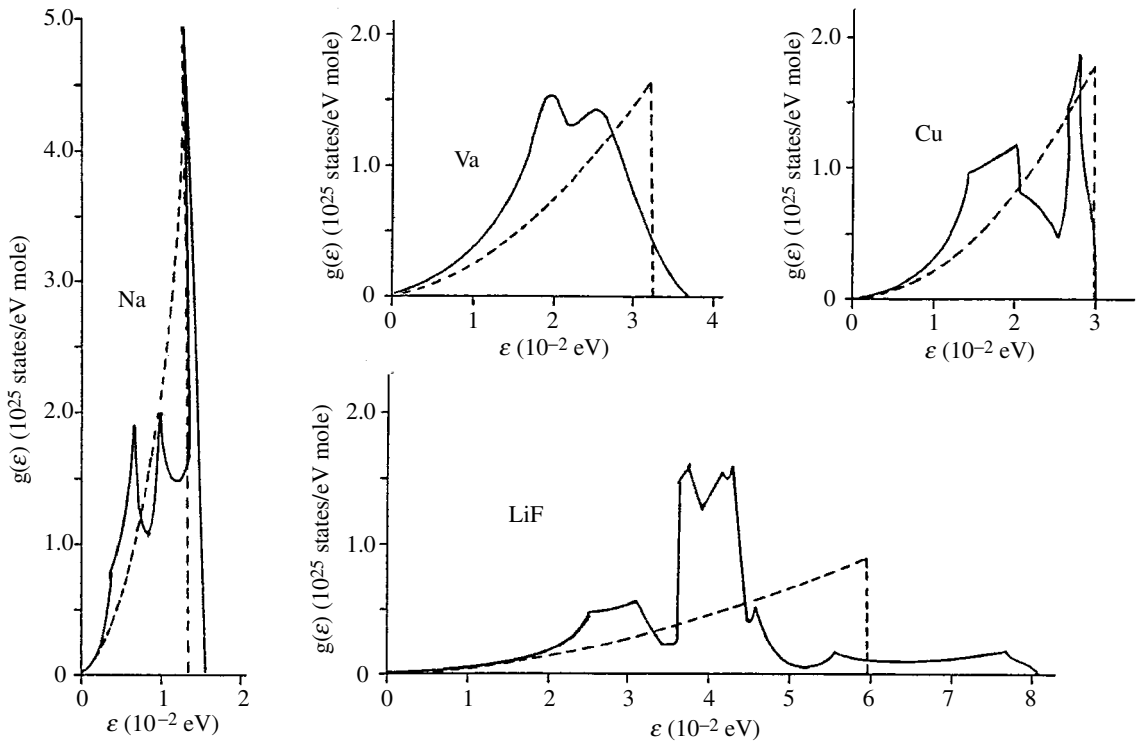 5.0
4.0
3.0
2.0
1.0
0
g(ε) (10²⁵ states/eV mole)
Na
0 1 2
ε (10⁻² eV)
2.0
1.0
0
g(ε) (10²⁵ states/eV mole)
Va
0 1 2 3 4
ε (10⁻² eV)
2.0
1.0
0
g(ε) (10²⁵ states/eV mole)
Cu
0 1 2 3
ε (10⁻² eV)
2.0
1.0
0
g(ε) (10²⁵ states/eV mole)
LiF
0 1 2 3 4 5 6 7 8
ε (10⁻² eV)